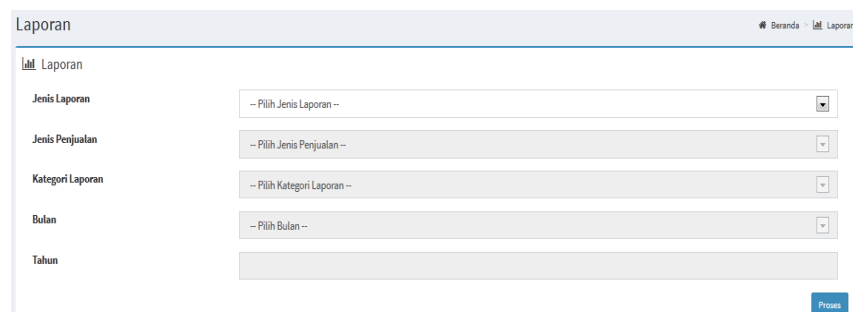 Laporan
Beranda > Laporan
Laporan
Jenis Laporan
-- Pilih Jenis Laporan --
Jenis Penjualan
-- Pilih Jenis Penjualan --
Kategori Laporan
-- Pilih Kategori Laporan --
Bulan
-- Pilih Bulan --
Tahun
Proses